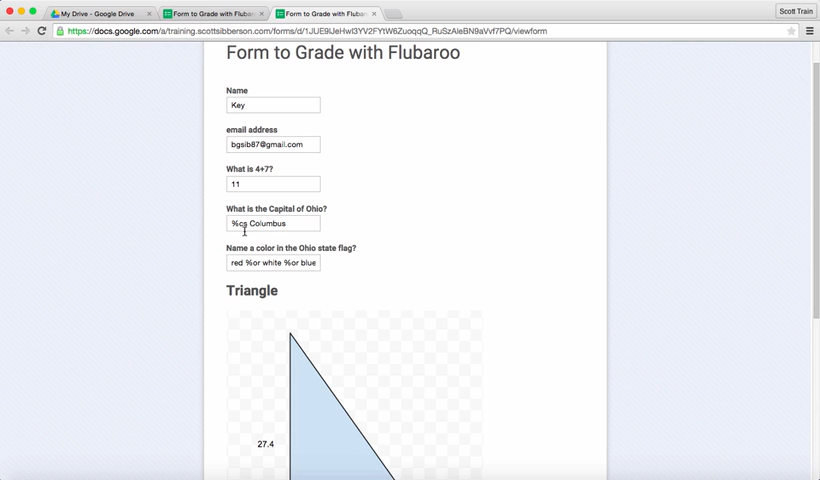 My Drive - Google Drive
Form to Grade with Flubaroo
Form to Grade with Flubaroo
Scott Train
https://docs.google.com/a/training.scottsibberson.com/forms/d/1JUE9IJeHwI3YV2FYtW6ZuoqqQ_RuSzAleBN9aVvf7PQ/viewform
Form to Grade with Flubaroo
Name
Key
email address
bgsib87@gmail.com
What is 4+7?
11
What is the Capital of Ohio?
%cs Columbus
Name a color in the Ohio state flag?
red %or white %or blue
Triangle
27.4